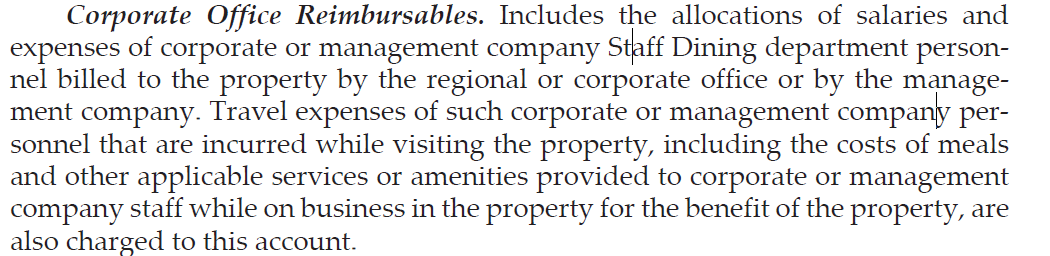 Corporate Office Reimbursables. Includes the allocations of salaries and
expenses of corporate or management company Staff Dining department person-
nel billed to the property by the regional or corporate office or by the manage-
ment company. Travel expenses of such corporate or management company per-
sonnel that are incurred while visiting the property, including the costs of meals
and other applicable services or amenities provided to corporate or management
company staff while on business in the property for the benefit of the property, are
also charged to this account.